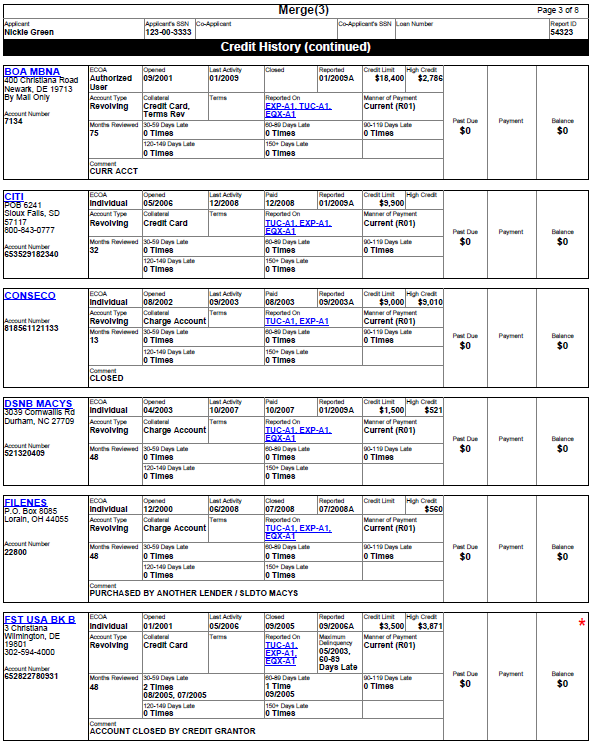 Merge(3)
Page 3 of 8
Applicant Applicant's SSN Co-Applicant Co-Applicant's SSN Loan Number Report ID
Nickie Green 123-00-3333 54323
Credit History (continued)
BOA MBNA
400 Christiana Road
Newark, DE 19713
By Mail Only
Account Number
7134
ECOA Opened Last Activity Closed Reported Credit Limit High Credit
Authorized User 09/2001 01/2009 01/2009A $18,400 $2,786
Account Type Collateral Terms Reported On Manner of Payment
Revolving Credit Card, Terms Rev EXP-A1, TUC-A1, EQX-A1 Current (R01)
Past Due Payment Balance
$0 $0
Months Reviewed 30-59 Days Late 60-89 Days Late 90-119 Days Late
75 0 Times 0 Times 0 Times
120-149 Days Late 150+ Days Late
0 Times 0 Times
Comment
CURR ACCT
CITI
POB 6241
Sioux Falls, SD
57117
800-843-0777
Account Number
653529182340
ECOA Opened Last Activity Paid Reported Credit Limit High Credit
Individual 05/2006 12/2008 12/2008 01/2009A $9,900
Account Type Collateral Terms Reported On Manner of Payment
Revolving Credit Card TUC-A1, EXP-A1, EQX-A1 Current (R01)
Past Due Payment Balance
$0 $0
Months Reviewed 30-59 Days Late 60-89 Days Late 90-119 Days Late
32 0 Times 0 Times 0 Times
120-149 Days Late 150+ Days Late
0 Times 0 Times
CONSECO
Account Number
818561121133
ECOA Opened Last Activity Paid Reported Credit Limit High Credit
Individual 08/2002 09/2003 08/2003 09/2003A $9,000 $9,010
Account Type Collateral Terms Reported On Manner of Payment
Revolving Charge Account TUC-A1, EXP-A1 Current (R01)
Past Due Payment Balance
$0 $0
Months Reviewed 30-59 Days Late 60-89 Days Late 90-119 Days Late
13 0 Times 0 Times 0 Times
120-149 Days Late 150+ Days Late
0 Times 0 Times
Comment
CLOSED
DSNB MACYS
3039 Cornwallis Rd
Durham, NC 27709
Account Number
521320409
ECOA Opened Last Activity Paid Reported Credit Limit High Credit
Individual 04/2003 10/2007 10/2007 01/2009A $1,500 $521
Account Type Collateral Terms Reported On Manner of Payment
Revolving Charge Account TUC-A1, EXP-A1, EQX-A1 Current (R01)
Past Due Payment Balance
$0 $0
Months Reviewed 30-59 Days Late 60-89 Days Late 90-119 Days Late
48 0 Times 0 Times 0 Times
120-149 Days Late 150+ Days Late
0 Times 0 Times
FILENES
P.O. Box 8085
Lorain, OH 44055
Account Number
22800
ECOA Opened Last Activity Closed Reported Credit Limit High Credit
Individual 12/2000 06/2008 07/2008 07/2008A $560
Account Type Collateral Terms Reported On Manner of Payment
Revolving Charge Account TUC-A1, EXP-A1, EQX-A1 Current (R01)
Past Due Payment Balance
$0 $0
Months Reviewed 30-59 Days Late 60-89 Days Late 90-119 Days Late
48 0 Times 0 Times 0 Times
120-149 Days Late 150+ Days Late
0 Times 0 Times
Comment
PURCHASED BY ANOTHER LENDER / SLDTO MACYS
FST USA BK B
3 Christiana
Wilmington, DE
19801
302-594-4000
Account Number
652822780931
ECOA Opened Last Activity Closed Reported Credit Limit High Credit
Individual 01/2001 05/2006 09/2005 09/2006A $3,500 $3,871 *
Account Type Collateral Terms Reported On Maximum Delinquency Manner of Payment
Revolving Credit Card TUC-A1, EXP-A1, EQX-A1 05/2003, 60-89 Days Late Current (R01)
Past Due Payment Balance
$0 $0
Months Reviewed 30-59 Days Late 60-89 Days Late 90-119 Days Late
48 2 Times 1 Time 0 Times
08/2005, 07/2005 09/2005
120-149 Days Late 150+ Days Late
0 Times 0 Times
Comment
ACCOUNT CLOSED BY CREDIT GRANTOR